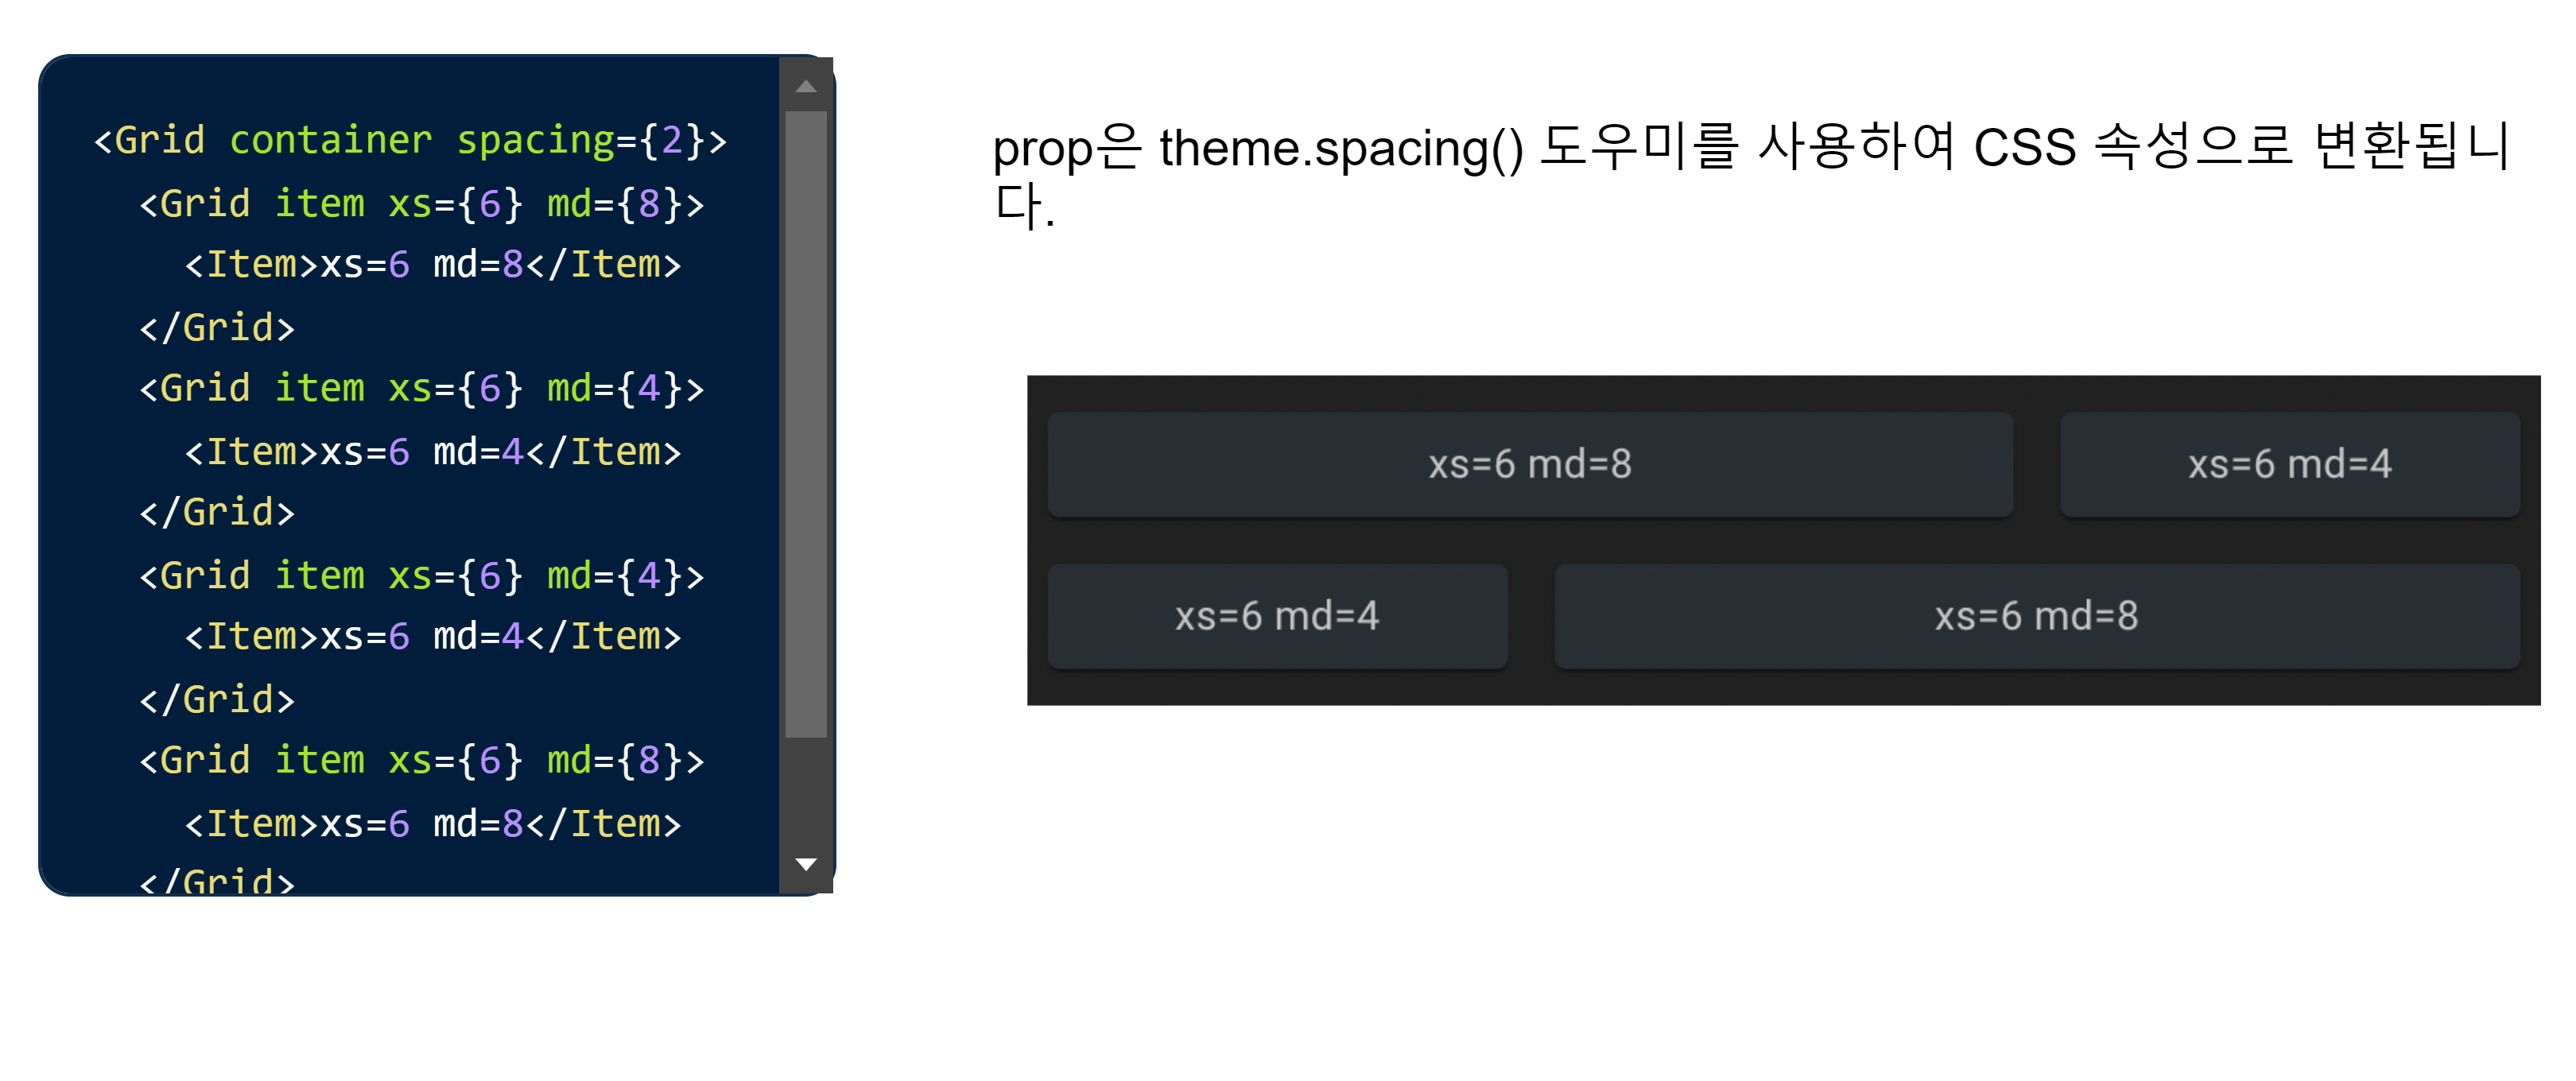 <Grid container spacing={2}>
<Grid item xs={6} md={8}>
<Item>xs=6 md=8</Item>
</Grid>
<Grid item xs={6} md={4}>
<Item>xs=6 md=4</Item>
</Grid>
<Grid item xs={6} md={4}>
<Item>xs=6 md=4</Item>
</Grid>
<Grid item xs={6} md={8}>
<Item>xs=6 md=8</Item>
</Grid>
prop은 theme.spacing() 도우미를 사용하여 CSS 속성으로 변환됩니
다.
xs=6 md=8
xs=6 md=4
xs=6 md=4
xs=6 md=8